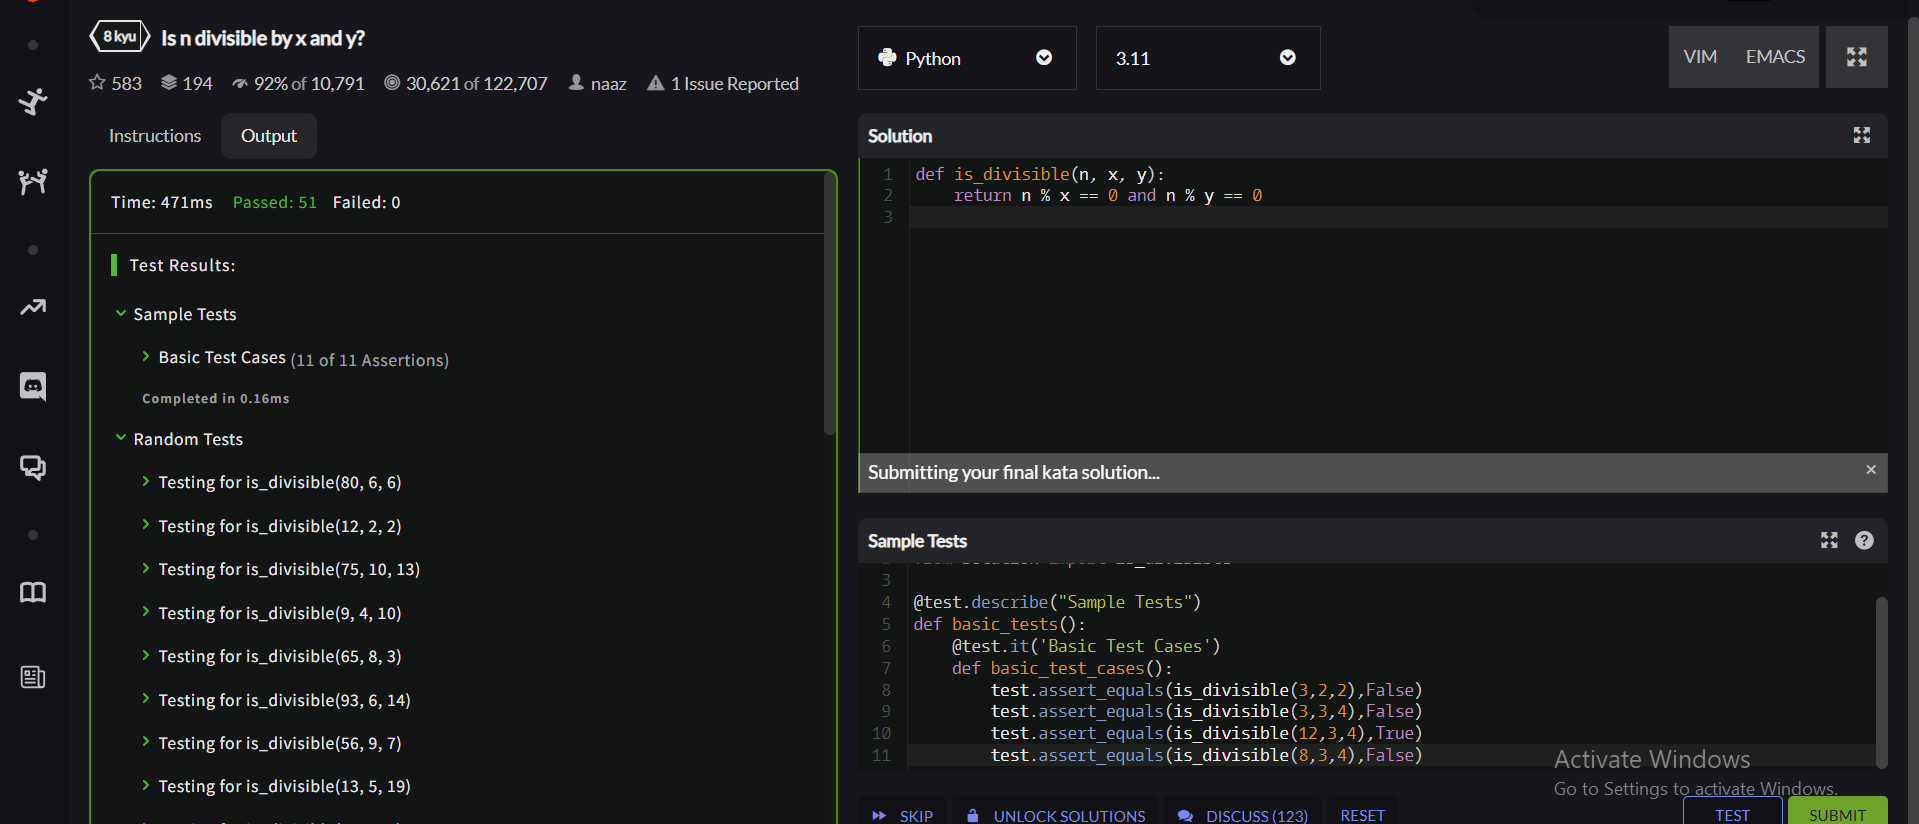 8 kyu Is n divisible by x and y?
583 194 92% of 10,791 30,621 of 122,707 naaz 1 Issue Reported
Instructions Output
Time: 471ms Passed: 51 Failed: 0
Test Results:
Sample Tests
Basic Test Cases (11 of 11 Assertions)
Completed in 0.16ms
Random Tests
Testing for is_divisible(80, 6, 6)
Testing for is_divisible(12, 2, 2)
Testing for is_divisible(75, 10, 13)
Testing for is_divisible(9, 4, 10)
Testing for is_divisible(65, 8, 3)
Testing for is_divisible(93, 6, 14)
Testing for is_divisible(56, 9, 7)
Testing for is_divisible(13, 5, 19)
Python 3.11 VIM EMACS
Solution
1 def is_divisible(n, x, y):
2     return n % x == 0 and n % y == 0
3
Submitting your final kata solution...
Sample Tests
3
4 @test.describe("Sample Tests")
5 def basic_tests():
6     @test.it('Basic Test Cases')
7     def basic_test_cases():
8         test.assert_equals(is_divisible(3,2,2),False)
9         test.assert_equals(is_divisible(3,3,4),False)
10         test.assert_equals(is_divisible(12,3,4),True)
11         test.assert_equals(is_divisible(8,3,4),False)
Activate Windows
Go to Settings to activate Windows.
SKIP UNLOCK SOLUTIONS DISCUSS (123) RESET TEST SUBMIT